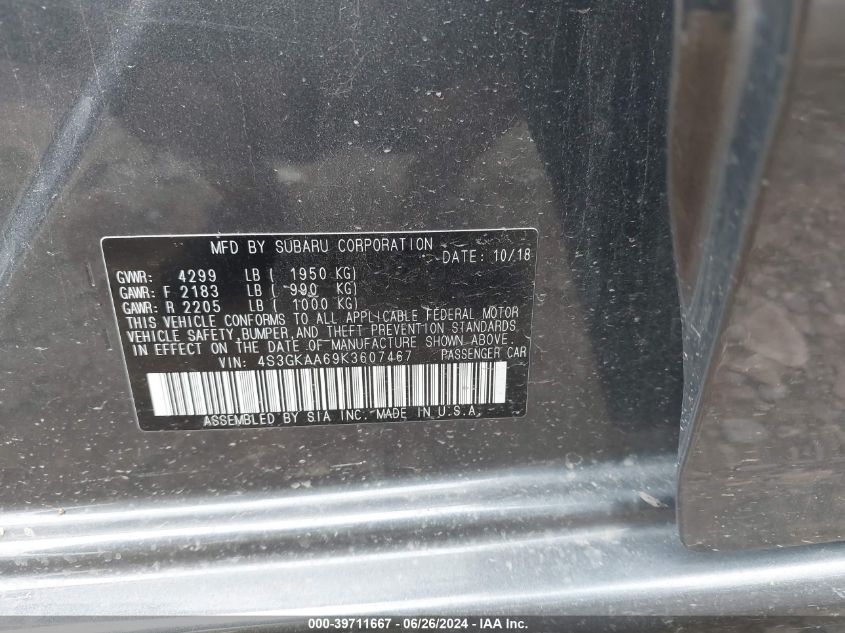 MFD BY SUBARU CORPORATION
DATE: 10/18
GVWR: 4299 LB ( 1950 KG)
GAWR: F 2183 LB ( 990 KG)
GAWR: R 2205 LB ( 1000 KG)
THIS VEHICLE CONFORMS TO ALL APPLICABLE FEDERAL MOTOR
VEHICLE SAFETY,BUMPER,AND THEFT PREVENTION STANDARDS
IN EFFECT ON THE DATE OF MANUFACTURE SHOWN ABOVE.
VIN: 4S3GKAA69K3607467 PASSENGER CAR
ASSEMBLED BY SIA INC. MADE IN U.S.A.
000-39711667 / 06/26/2024 / IAA Inc.